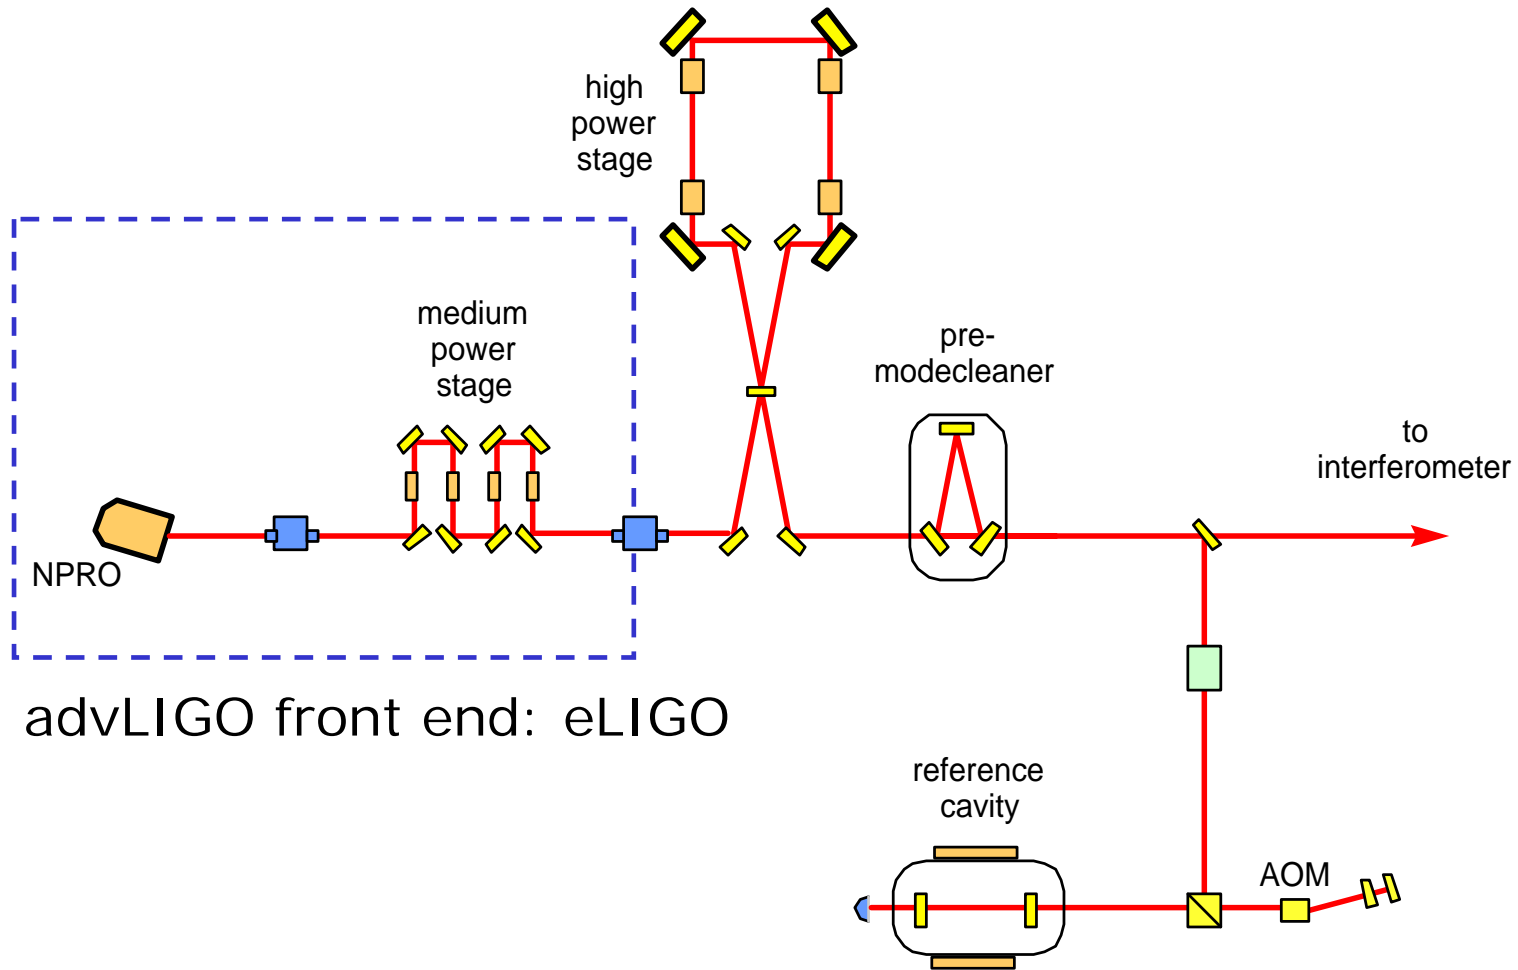 high
power
stage
medium
power
stage
pre-
modecleaner
to
interferometer
NPRO
advLIGO front end: eLIGO
reference
cavity
AOM